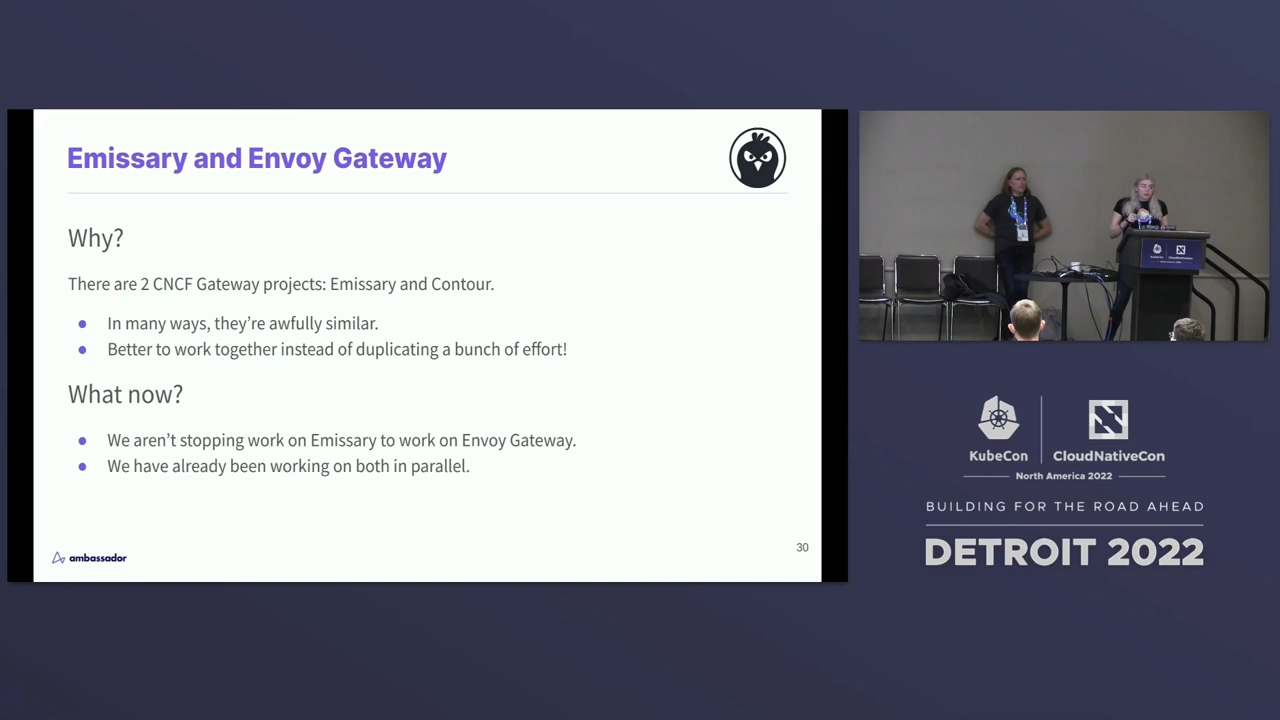 Emissary and Envoy Gateway
Why?
There are 2 CNCF Gateway projects: Emissary and Contour.
● In many ways, they’re awfully similar.
● Better to work together instead of duplicating a bunch of effort!
What now?
● We aren’t stopping work on Emissary to work on Envoy Gateway.
● We have already been working on both in parallel.
ambassador
30
KubeCon
CloudNativeCon
KubeCon
CloudNativeCon
North America 2022
BUILDING FOR THE ROAD AHEAD
DETROIT 2022